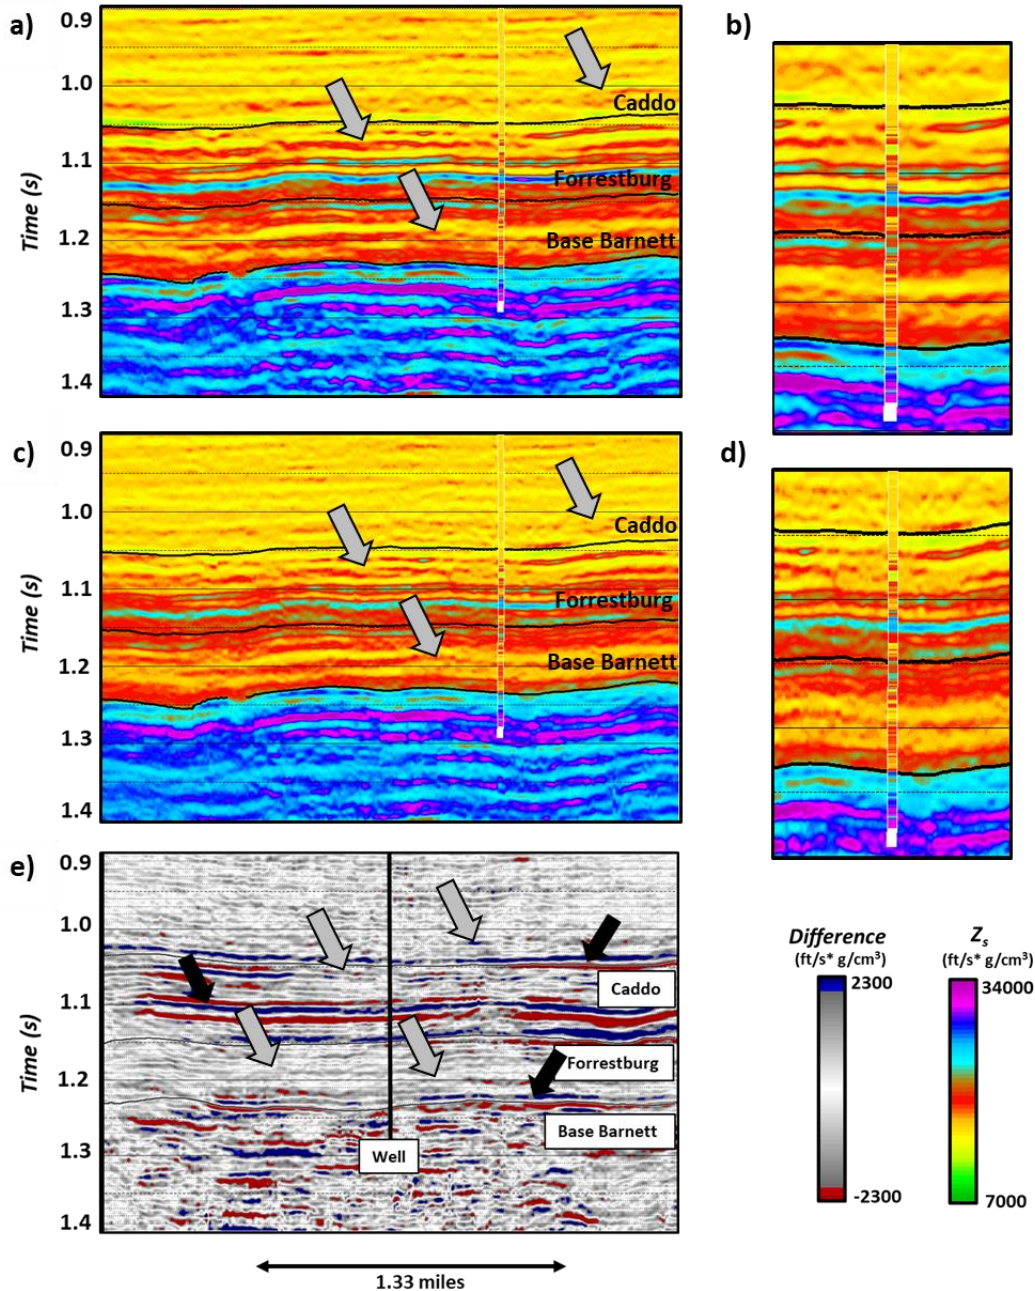 a)
0.9
1.0
1.1
1.2
1.3
1.4
Time (s)
Caddo
Forrestburg
Base Barnett
b)
c)
0.9
1.0
1.1
1.2
1.3
1.4
Time (s)
Caddo
Forrestburg
Base Barnett
d)
e)
0.9
1.0
1.1
1.2
1.3
1.4
Time (s)
Caddo
Forrestburg
Base Barnett
Well
1.33 miles
Difference
(ft/s* g/cm³)
2300
-2300
Zs
(ft/s* g/cm³)
34000
7000